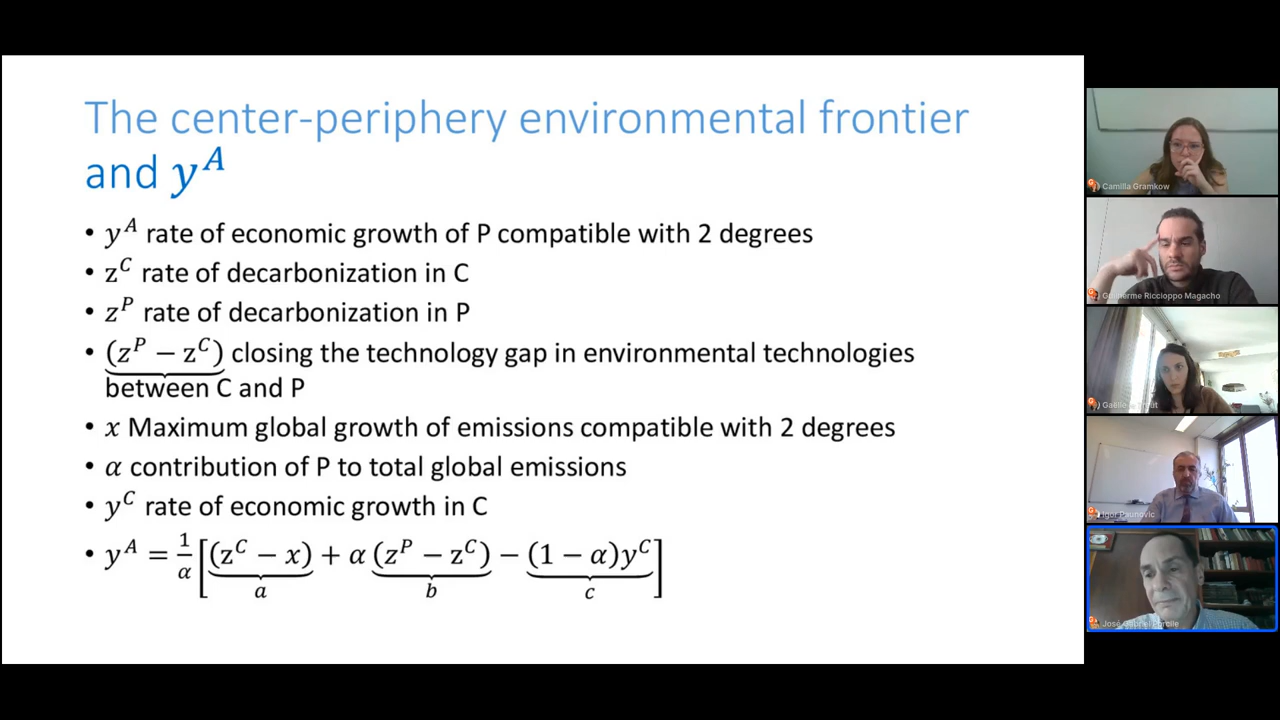 The center-periphery environmental frontier
and y^A
• y^A rate of economic growth of P compatible with 2 degrees
• z^C rate of decarbonization in C
• z^P rate of decarbonization in P
• (z^P − z^C) closing the technology gap in environmental technologies
between C and P
• x Maximum global growth of emissions compatible with 2 degrees
• α contribution of P to total global emissions
• y^C rate of economic growth in C
• y^A = 1/α [(z^C − x) + α (z^P − z^C) − (1 − α)y^C]
a b c
Camilla Gramkow
Guilherme Riccioppo Magacho
Igor Paunovic
José Gabriel Porcile